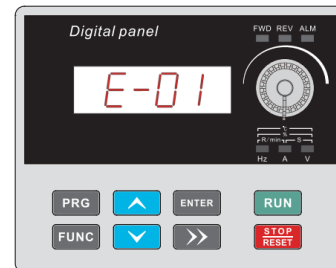 Digital panel
FWD REV ALM
E-01
℃
%
R/min S
Hz A V
PRG
ENTER
RUN
FUNC
STOP
RESET